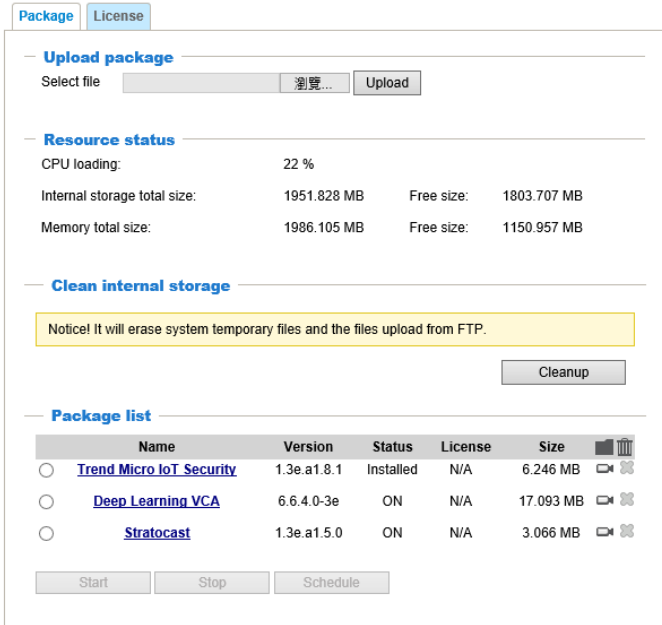 Package License
Upload package
Select file 瀏覽... Upload
Resource status
CPU loading: 22 %
Internal storage total size: 1951.828 MB Free size: 1803.707 MB
Memory total size: 1986.105 MB Free size: 1150.957 MB
Clean internal storage
Notice! It will erase system temporary files and the files upload from FTP.
Cleanup
Package list
Name Version Status License Size
Trend Micro IoT Security 1.3e.a1.8.1 Installed N/A 6.246 MB
Deep Learning VCA 6.6.4.0-3e ON N/A 17.093 MB
Stratocast 1.3e.a1.5.0 ON N/A 3.066 MB
Start Stop Schedule